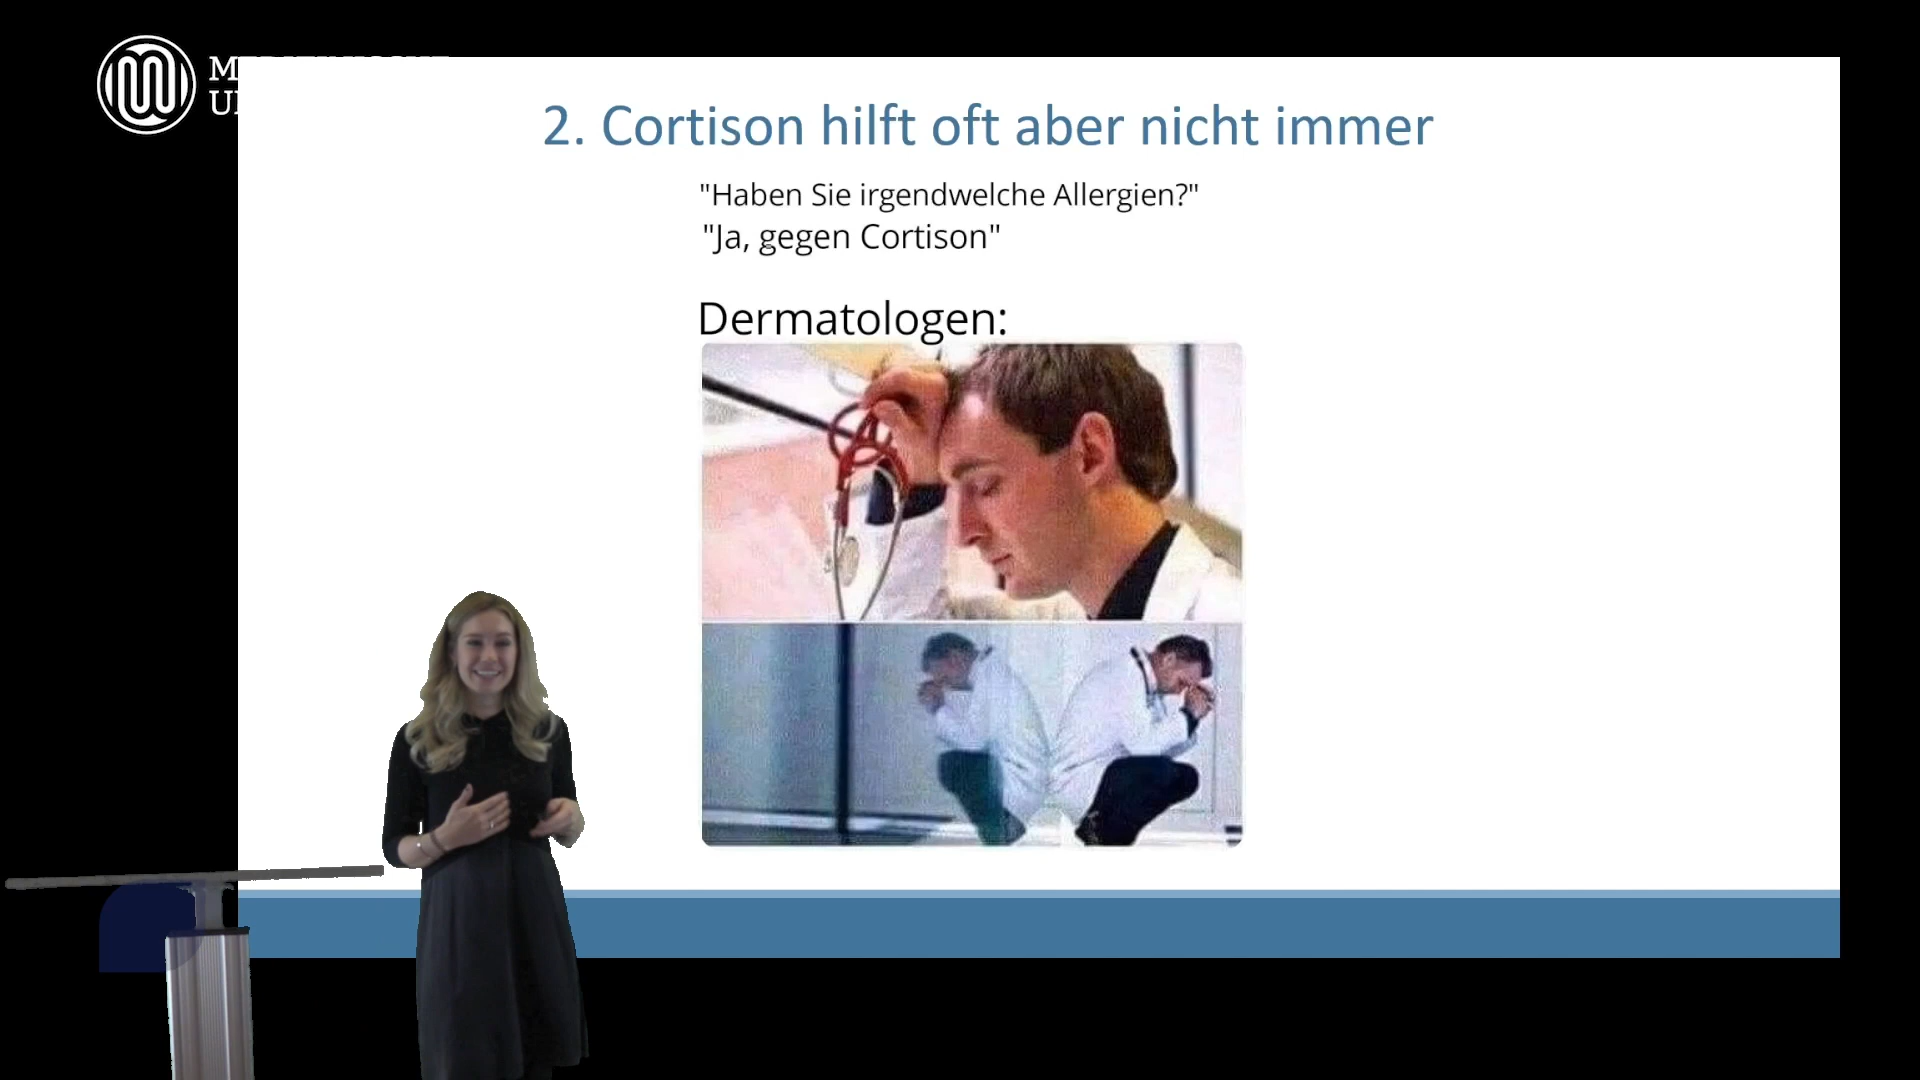 2. Cortison hilft oft aber nicht immer
"Haben Sie irgendwelche Allergien?"
"Ja, gegen Cortison"
Dermatologen: